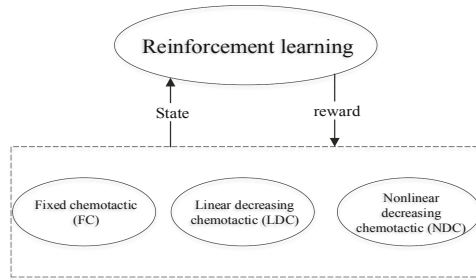 Reinforcement learning
State
reward
Fixed chemotactic
(FC)
Linear decreasing
chemotactic (LDC)
Nonlinear
decreasing
chemotactic (NDC)